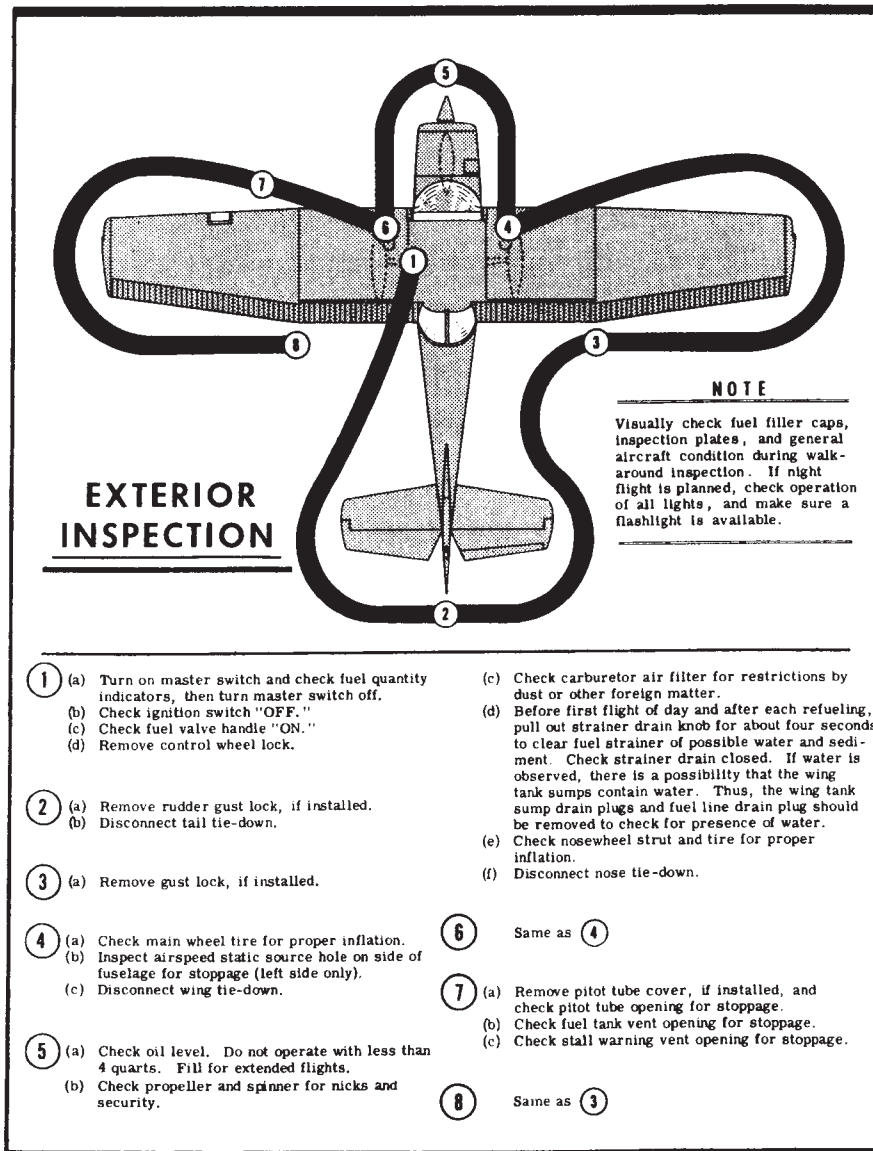 5
7
6
4
1
8
3
NOTE
Visually check fuel filler caps,
inspection plates, and general
aircraft condition during walk-
around inspection. If night
flight is planned, check operation
of all lights, and make sure a
flashlight is available.
EXTERIOR
INSPECTION
2
1 (a) Turn on master switch and check fuel quantity
indicators, then turn master switch off.
(b) Check ignition switch "OFF."
(c) Check fuel valve handle "ON."
(d) Remove control wheel lock.
2 (a) Remove rudder gust lock, if installed.
(b) Disconnect tail tie-down.
3 (a) Remove gust lock, if installed.
4 (a) Check main wheel tire for proper inflation.
(b) Inspect airspeed static source hole on side of
fuselage for stoppage (left side only).
(c) Disconnect wing tie-down.
5 (a) Check oil level. Do not operate with less than
4 quarts. Fill for extended flights.
(b) Check propeller and spinner for nicks and
security.
(c) Check carburetor air filter for restrictions by
dust or other foreign matter.
(d) Before first flight of day and after each refueling,
pull out strainer drain knob for about four seconds
to clear fuel strainer of possible water and sedi-
ment. Check strainer drain closed. If water is
observed, there is a possibility that the wing
tank sumps contain water. Thus, the wing tank
sump drain plugs and fuel line drain plug should
be removed to check for presence of water.
(e) Check nosewheel strut and tire for proper
inflation.
(f) Disconnect nose tie-down.
6 Same as 4
7 (a) Remove pitot tube cover, if installed, and
check pitot tube opening for stoppage.
(b) Check fuel tank vent opening for stoppage.
(c) Check stall warning vent opening for stoppage.
8 Same as 3